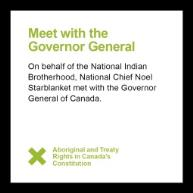 Meet with the
Governor General
On behalf of the National Indian
Brotherhood, National Chief Noel
Starblanket met with the Governor
General of Canada.
Aboriginal and Treaty
Rights in Canada's
Constitution